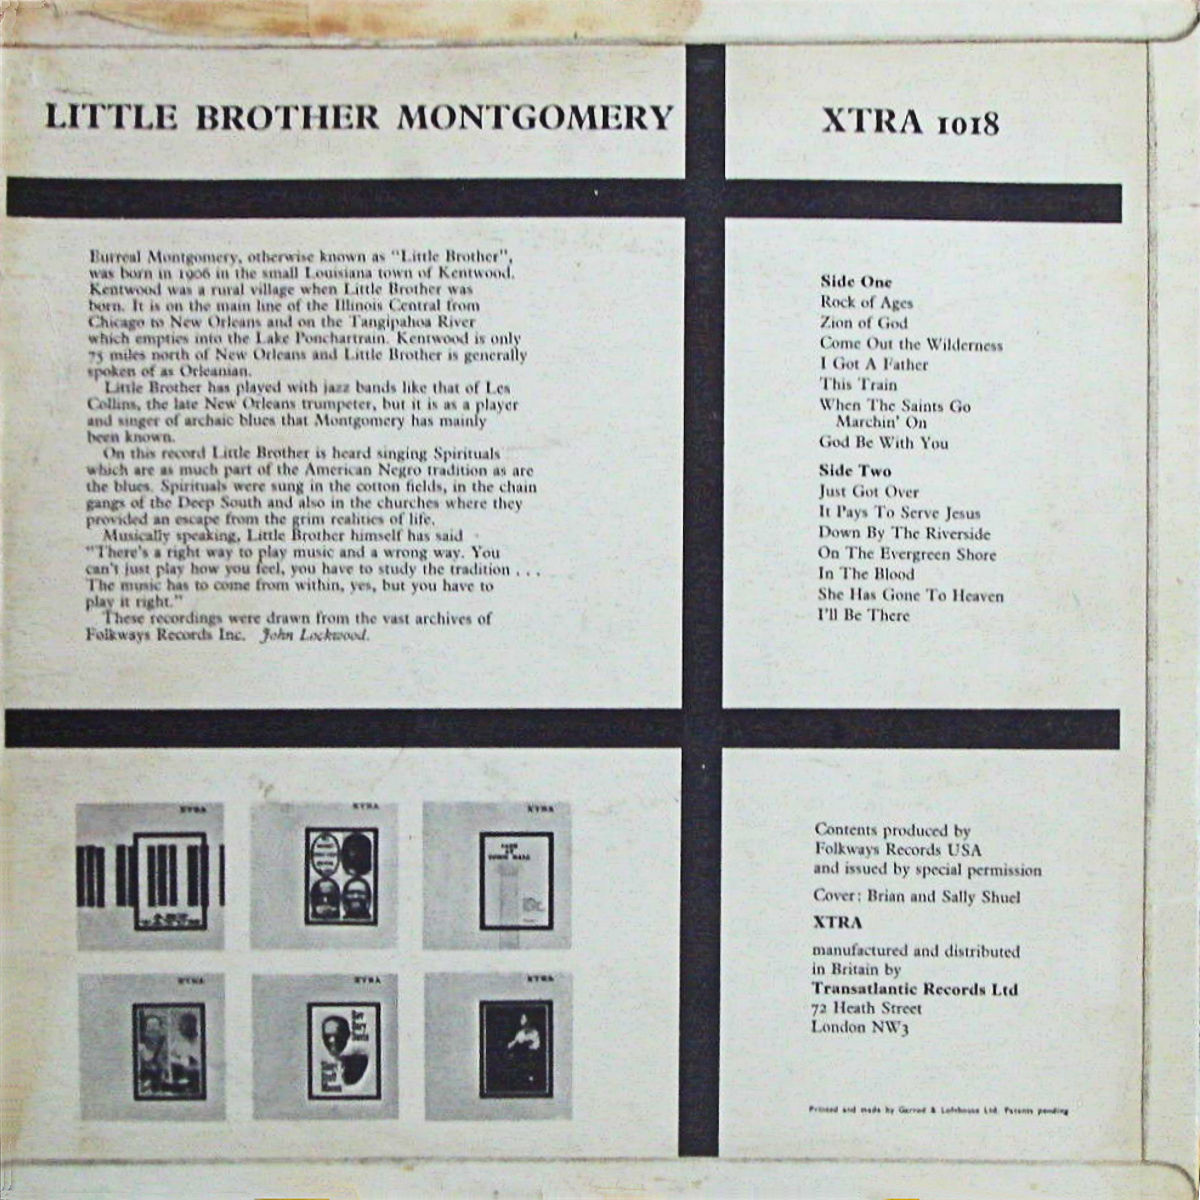 LITTLE BROTHER MONTGOMERY
XTRA 1018
Burreal Montgomery, otherwise known as "Little Brother",
was born in 1906 in the small Louisiana town of Kentwood.
Kentwood was a rural village when Little Brother was
born. It is on the main line of the Illinois Central from
Chicago to New Orleans and on the Tangipahoa River
which empties into the Lake Ponchartrain. Kentwood is only
75 miles north of New Orleans and Little Brother is generally
spoken of as Orleanian.
Little Brother has played with jazz bands like that of Les
Collins, the late New Orleans trumpeter, but it is as a player
and singer of archaic blues that Montgomery has mainly
been known.
On this record Little Brother is heard singing Spirituals
which are as much part of the American Negro tradition as are
the blues. Spirituals were sung in the cotton fields, in the chain
gangs of the Deep South and also in the churches where they
provided an escape from the grim realities of life.
Musically speaking, Little Brother himself has said
"There's a right way to play music and a wrong way. You
can't just play how you feel, you have to study the tradition . . .
The music has to come from within, yes, but you have to
play it right."
These recordings were drawn from the vast archives of
Folkways Records Inc. John Lockwood.
Side One
Rock of Ages
Zion of God
Come Out the Wilderness
I Got A Father
This Train
When The Saints Go
Marchin' On
God Be With You
Side Two
Just Got Over
It Pays To Serve Jesus
Down By The Riverside
On The Evergreen Shore
In The Blood
She Has Gone To Heaven
I'll Be There
XTRA
XTRA
XTRA
XTRA
XTRA
XTRA
Contents produced by
Folkways Records USA
and issued by special permission
Cover: Brian and Sally Shuel
XTRA
manufactured and distributed
in Britain by
Transatlantic Records Ltd
72 Heath Street
London NW3
Printed and made by Garrod & Lofthouse Ltd. Patents pending